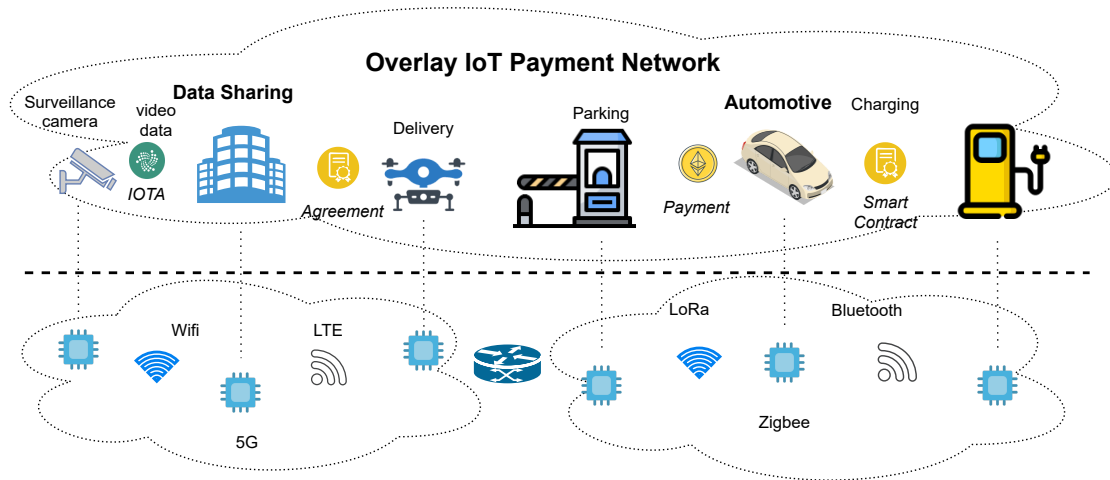 Overlay IoT Payment Network
Surveillance
camera
video
data
IOTA
Data Sharing
Agreement
Delivery
Parking
Payment
Automotive
Charging
Smart
Contract
Wifi
LTE
5G
LoRa
Bluetooth
Zigbee